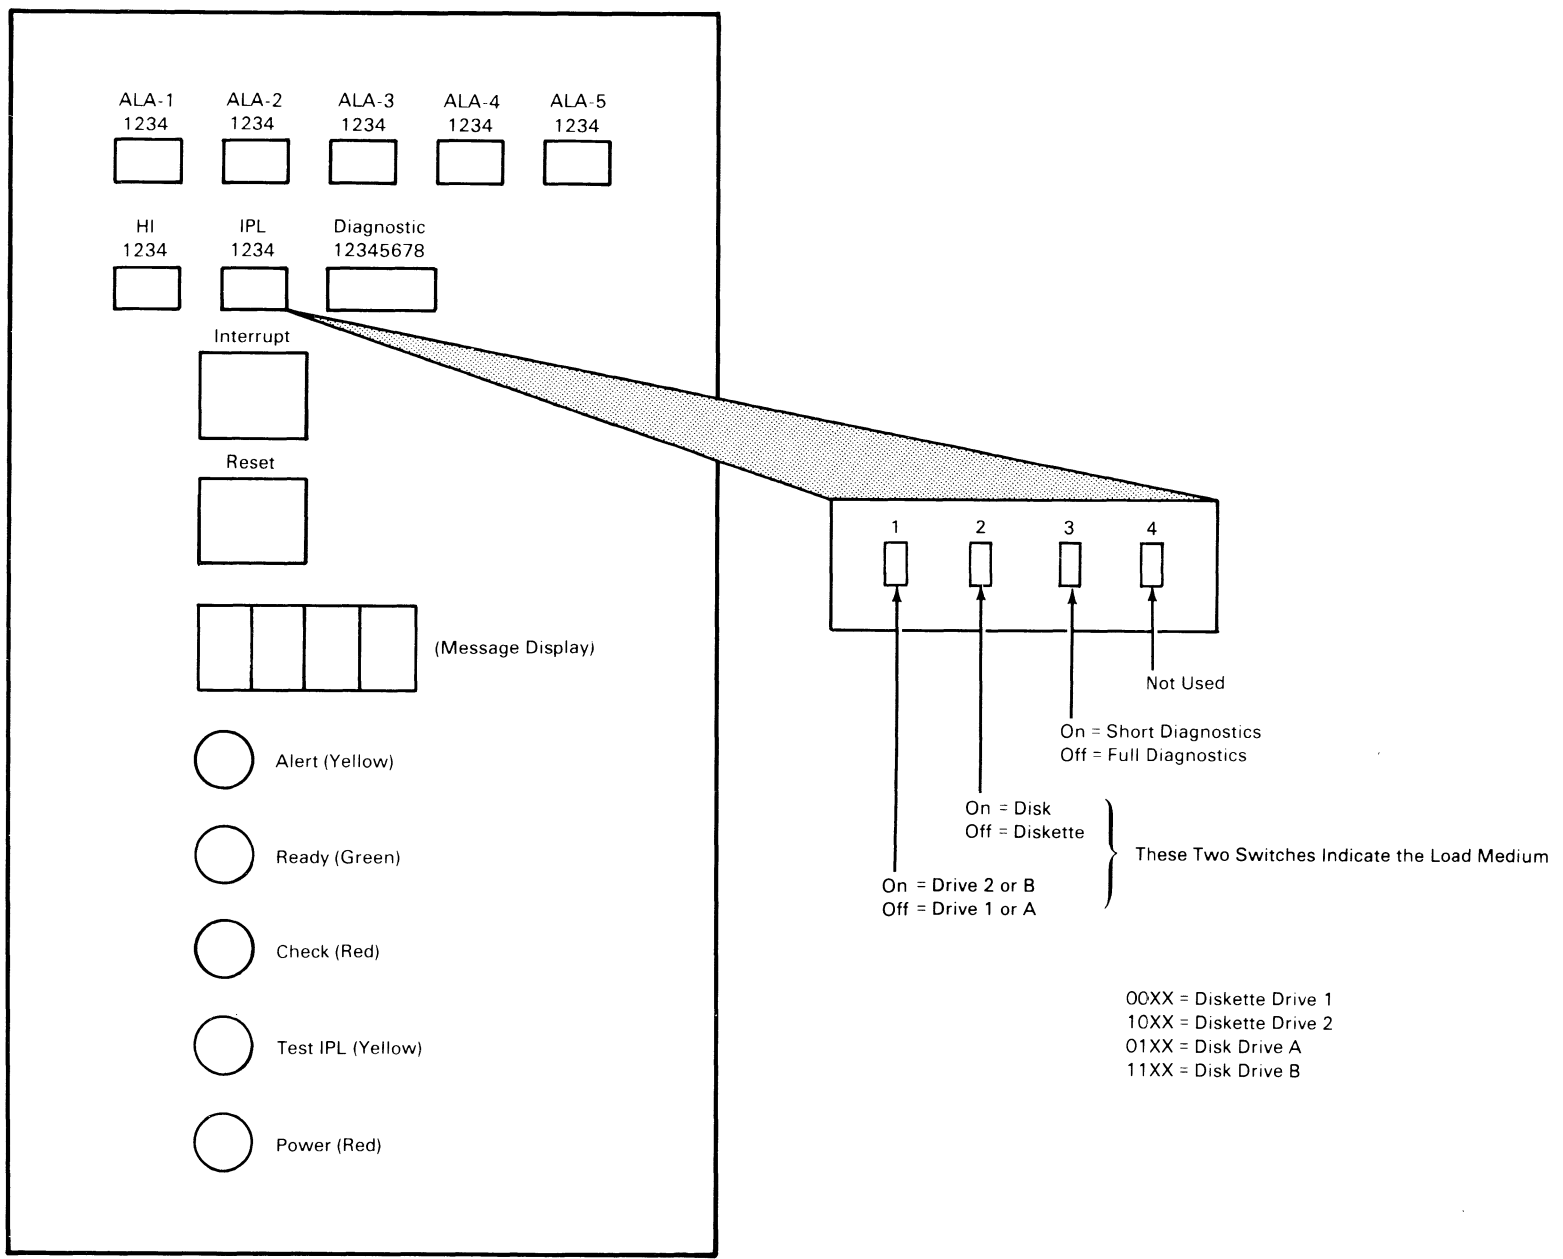 ALA-1 ALA-2 ALA-3 ALA-4 ALA-5
1234 1234 1234 1234 1234
HI IPL Diagnostic
1234 1234 12345678
Interrupt
Reset
(Message Display)
Alert (Yellow)
Ready (Green)
Check (Red)
Test IPL (Yellow)
Power (Red)
1 2 3 4
Not Used
On = Short Diagnostics
Off = Full Diagnostics
On = Disk
Off = Diskette
These Two Switches Indicate the Load Medium
On = Drive 2 or B
Off = Drive 1 or A
00XX = Diskette Drive 1
10XX = Diskette Drive 2
01XX = Disk Drive A
11XX = Disk Drive B